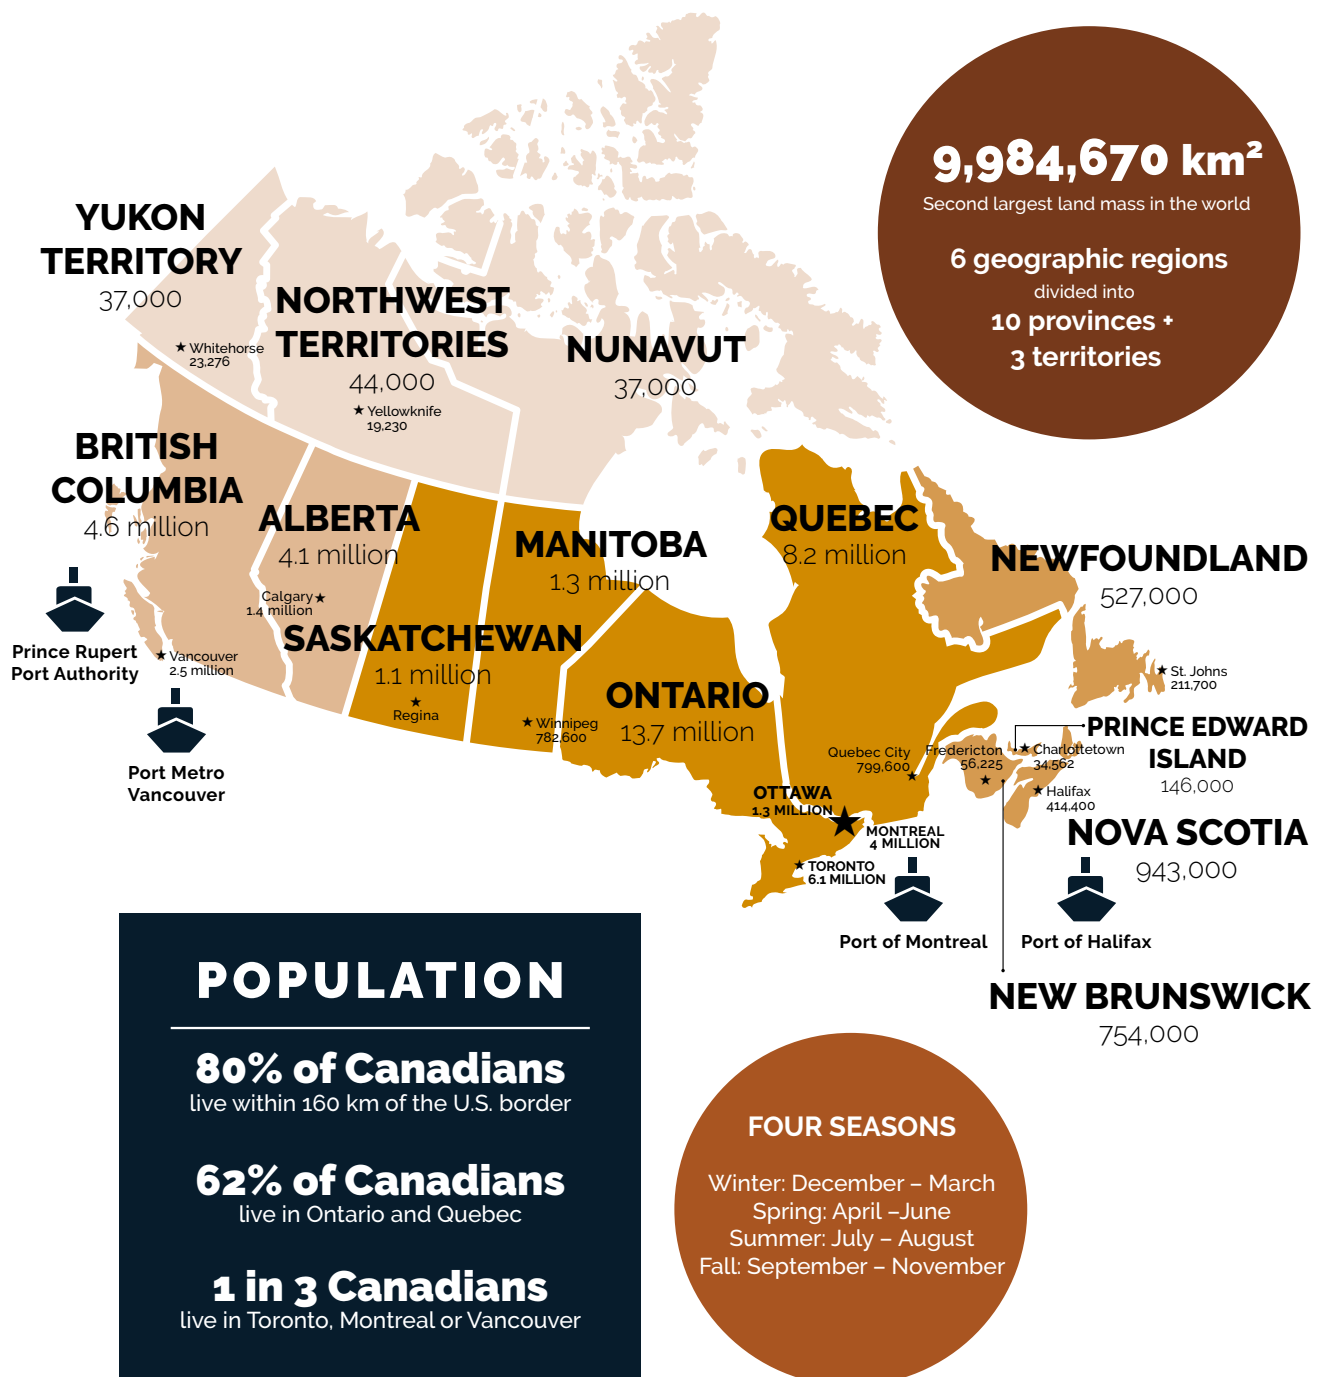 9,984,670 km²
Second largest land mass in the world
6 geographic regions
divided into
10 provinces +
3 territories
YUKON
TERRITORY
37,000
Whitehorse
23,276
NORTHWEST
TERRITORIES
44,000
Yellowknife
19,230
NUNAVUT
37,000
BRITISH
COLUMBIA
4.6 million
Prince Rupert
Port Authority
Vancouver
2.5 million
Port Metro
Vancouver
ALBERTA
4.1 million
Calgary
1.4 million
SASKATCHEWAN
1.1 million
Regina
MANITOBA
1.3 million
Winnipeg
782,600
ONTARIO
13.7 million
OTTAWA
1.3 MILLION
TORONTO
6.1 MILLION
QUEBEC
8.2 million
Quebec City
799,600
MONTREAL
4 MILLION
Port of Montreal
NEWFOUNDLAND
527,000
St. Johns
211,700
PRINCE EDWARD
ISLAND
146,000
Charlottetown
34,562
Fredericton
56,225
Halifax
414,400
NOVA SCOTIA
943,000
Port of Halifax
NEW BRUNSWICK
754,000
POPULATION
80% of Canadians
live within 160 km of the U.S. border
62% of Canadians
live in Ontario and Quebec
1 in 3 Canadians
live in Toronto, Montreal or Vancouver
FOUR SEASONS
Winter: December – March
Spring: April –June
Summer: July – August
Fall: September – November